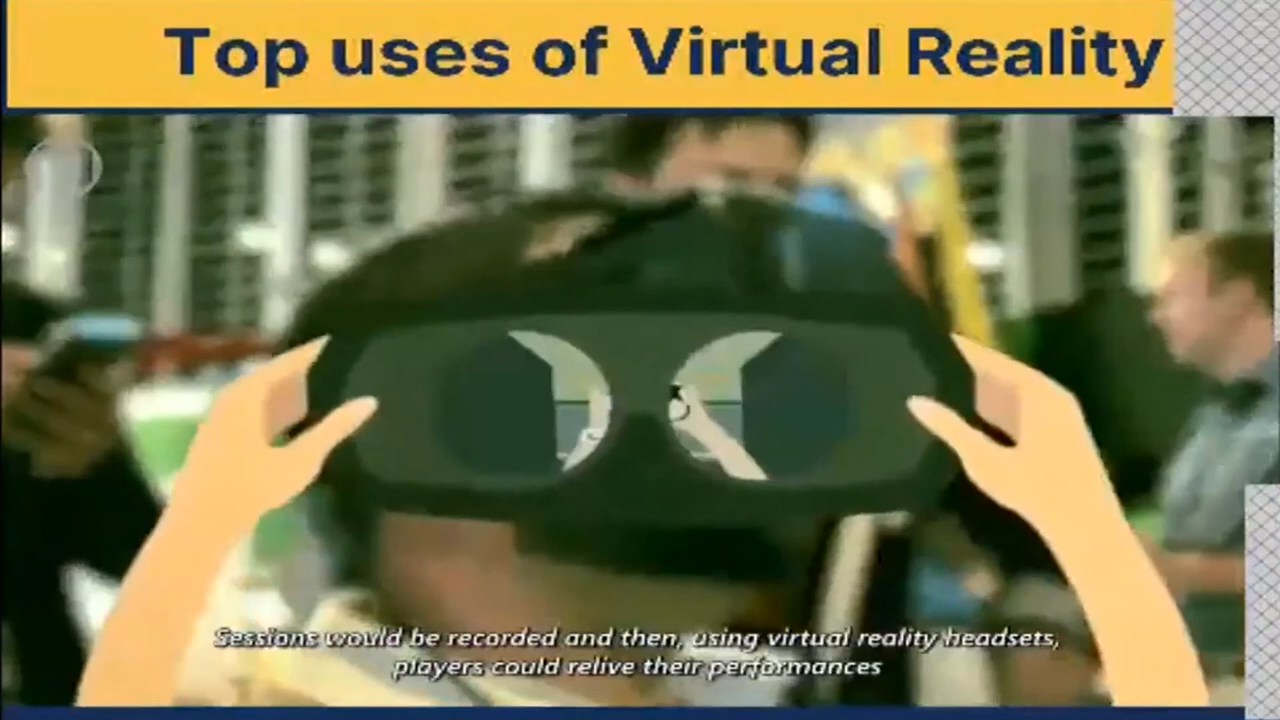 Top uses of Virtual Reality
Sessions would be recorded and then, using virtual reality headsets,
players could relive their performances